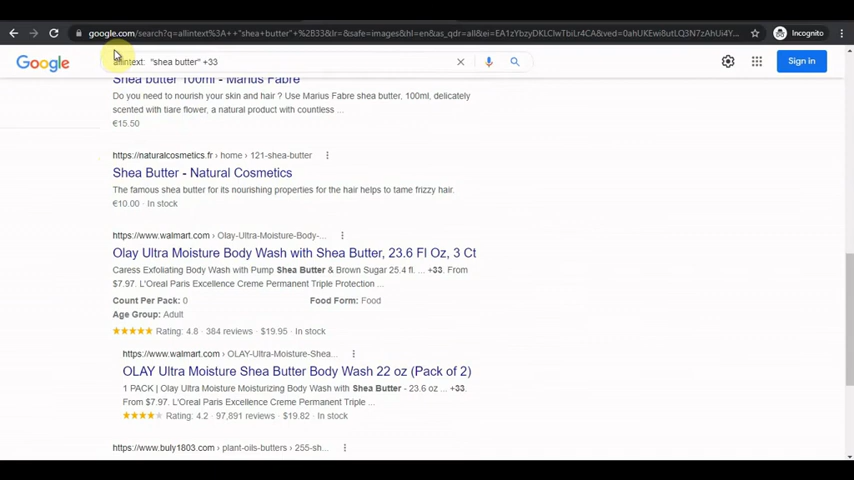 google.com/search?q=allintext%3A++"shea+butter"+%2B33&lr=&safe=images&hl=en&as_qdr=all&ei=EA1zYbzyDKLClwTbiLr4CA&ved=0ahUKEwi8utLQ3N7zAhUi4Y...
Incognito
Google
allintext: "shea butter" +33
Sign in
Shea butter 100ml - Marius Fabre
Do you need to nourish your skin and hair ? Use Marius Fabre shea butter, 100ml, delicately
scented with tiare flower, a natural product with countless ...
€15.50
https://naturalcosmetics.fr › home › 121-shea-butter
Shea Butter - Natural Cosmetics
The famous shea butter for its nourishing properties for the hair helps to tame frizzy hair.
€10.00 · In stock
https://www.walmart.com › Olay-Ultra-Moisture-Body-...
Olay Ultra Moisture Body Wash with Shea Butter, 23.6 Fl Oz, 3 Ct
Caress Exfoliating Body Wash with Pump Shea Butter & Brown Sugar 25.4 fl. ... +33. From
$7.97. L'Oreal Paris Excellence Creme Permanent Triple Protection ...
Count Per Pack: 0 Food Form: Food
Age Group: Adult
Rating: 4.8 · 384 reviews · $19.95 · In stock
https://www.walmart.com › OLAY-Ultra-Moisture-Shea...
OLAY Ultra Moisture Shea Butter Body Wash 22 oz (Pack of 2)
1 PACK | Olay Ultra Moisture Moisturizing Body Wash with Shea Butter - 23.6 oz ... +33.
From $7.97. L'Oreal Paris Excellence Creme Permanent Triple ...
Rating: 4.2 · 97,891 reviews · $19.82 · In stock
https://www.buly1803.com › plant-oils-butters › 255-sh...